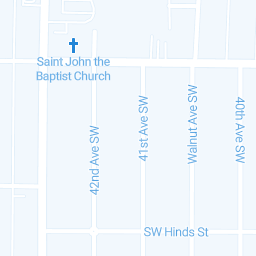 Saint John the
Baptist Church
42nd Ave SW
41st Ave SW
Walnut Ave SW
40th Ave SW
SW Hinds St